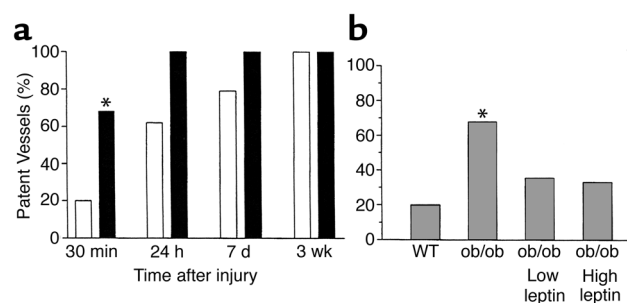 a
Patent Vessels (%)
100
80
60
40
20
0
*
30 min 24 h 7 d 3 wk
Time after injury
b
100
80
60
40
20
0
*
WT ob/ob ob/ob ob/ob
Low High
leptin leptin